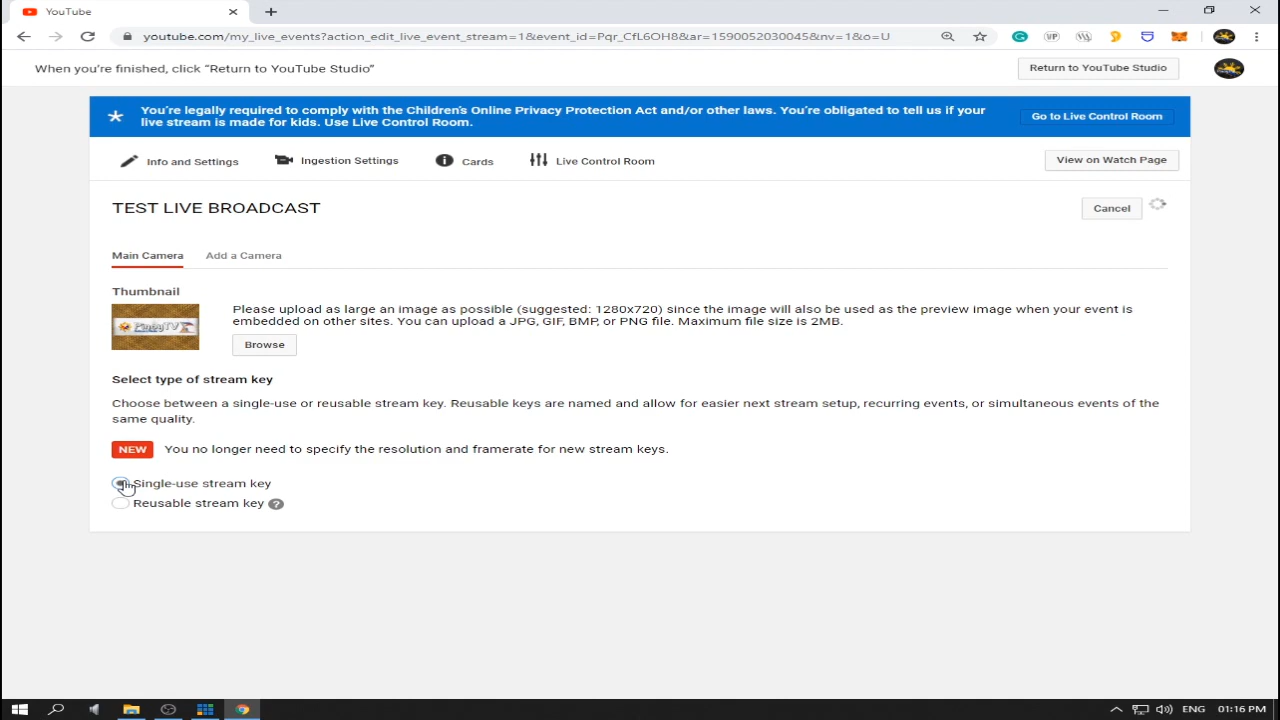 YouTube
youtube.com/my_live_events?action_edit_live_event_stream=1&event_id=Pqr_CfL6OH8&ar=1590052030045&nv=1&o=U
When you're finished, click "Return to YouTube Studio"
Return to YouTube Studio
You're legally required to comply with the Children's Online Privacy Protection Act and/or other laws. You're obligated to tell us if your
live stream is made for kids. Use Live Control Room.
Go to Live Control Room
Info and Settings
Ingestion Settings
Cards
Live Control Room
View on Watch Page
TEST LIVE BROADCAST
Cancel
Main Camera
Add a Camera
Thumbnail
Please upload as large an image as possible (suggested: 1280x720) since the image will also be used as the preview image when your event is
embedded on other sites. You can upload a JPG, GIF, BMP, or PNG file. Maximum file size is 2MB.
Browse
Select type of stream key
Choose between a single-use or reusable stream key. Reusable keys are named and allow for easier next stream setup, recurring events, or simultaneous events of the
same quality.
NEW You no longer need to specify the resolution and framerate for new stream keys.
Single-use stream key
Reusable stream key ?
ENG
01:16 PM